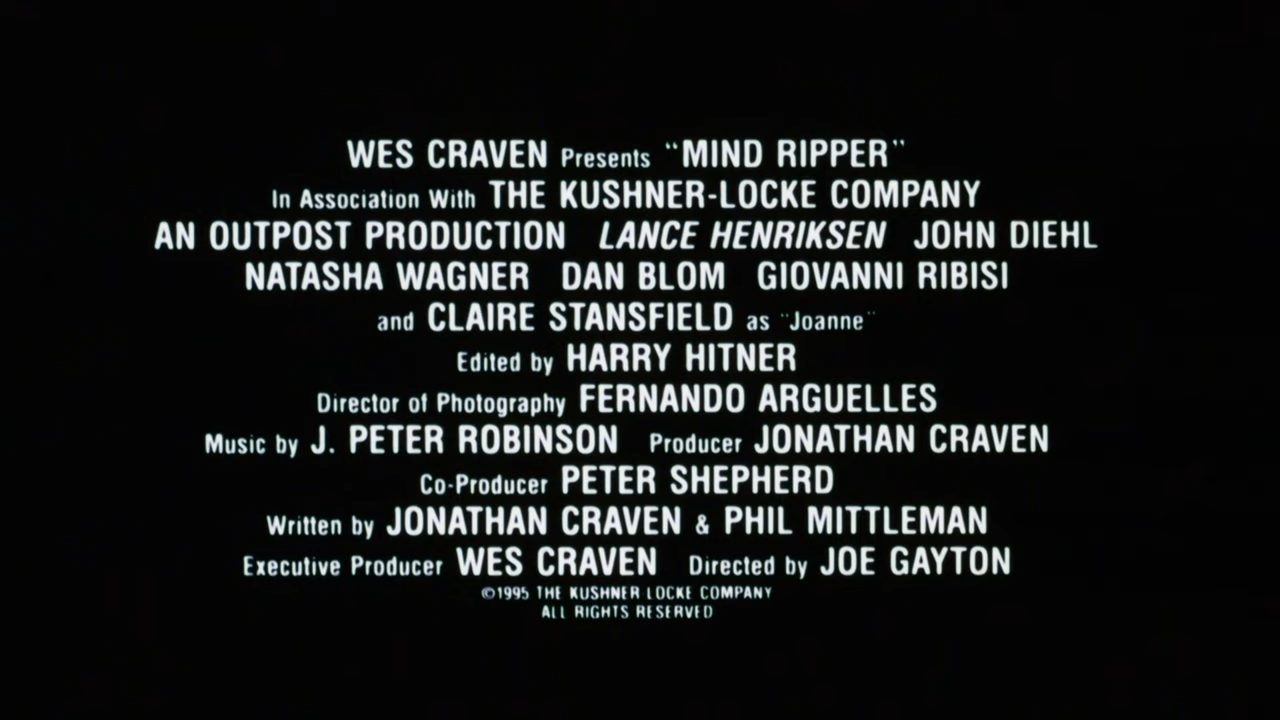 WES CRAVEN Presents "MIND RIPPER"
In Association With THE KUSHNER-LOCKE COMPANY
AN OUTPOST PRODUCTION LANCE HENRIKSEN JOHN DIEHL
NATASHA WAGNER DAN BLOM GIOVANNI RIBISI
and CLAIRE STANSFIELD as "Joanne"
Edited by HARRY HITNER
Director of Photography FERNANDO ARGUELLES
Music by J. PETER ROBINSON Producer JONATHAN CRAVEN
Co-Producer PETER SHEPHERD
Written by JONATHAN CRAVEN & PHIL MITTLEMAN
Executive Producer WES CRAVEN Directed by JOE GAYTON
©1995 THE KUSHNER LOCKE COMPANY
ALL RIGHTS RESERVED